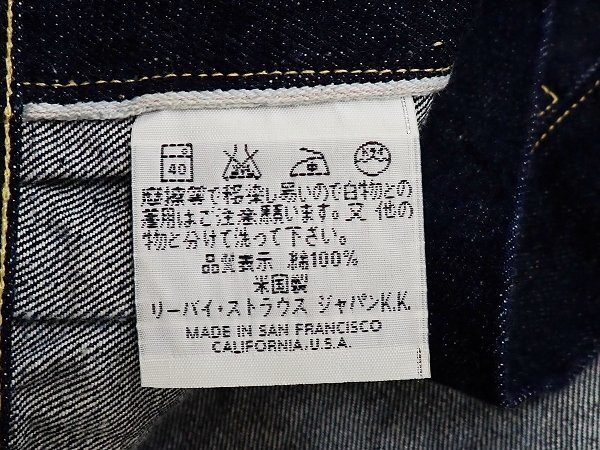 40
摩擦等で移染し易いので白物との
着用はご注意願います。又 他の
物と分けて洗って下さい。
品質表示 綿100%
米国製
リーバイ・ストラウス ジャパンK.K.
MADE IN SAN FRANCISCO
CALIFORNIA.U.S.A.